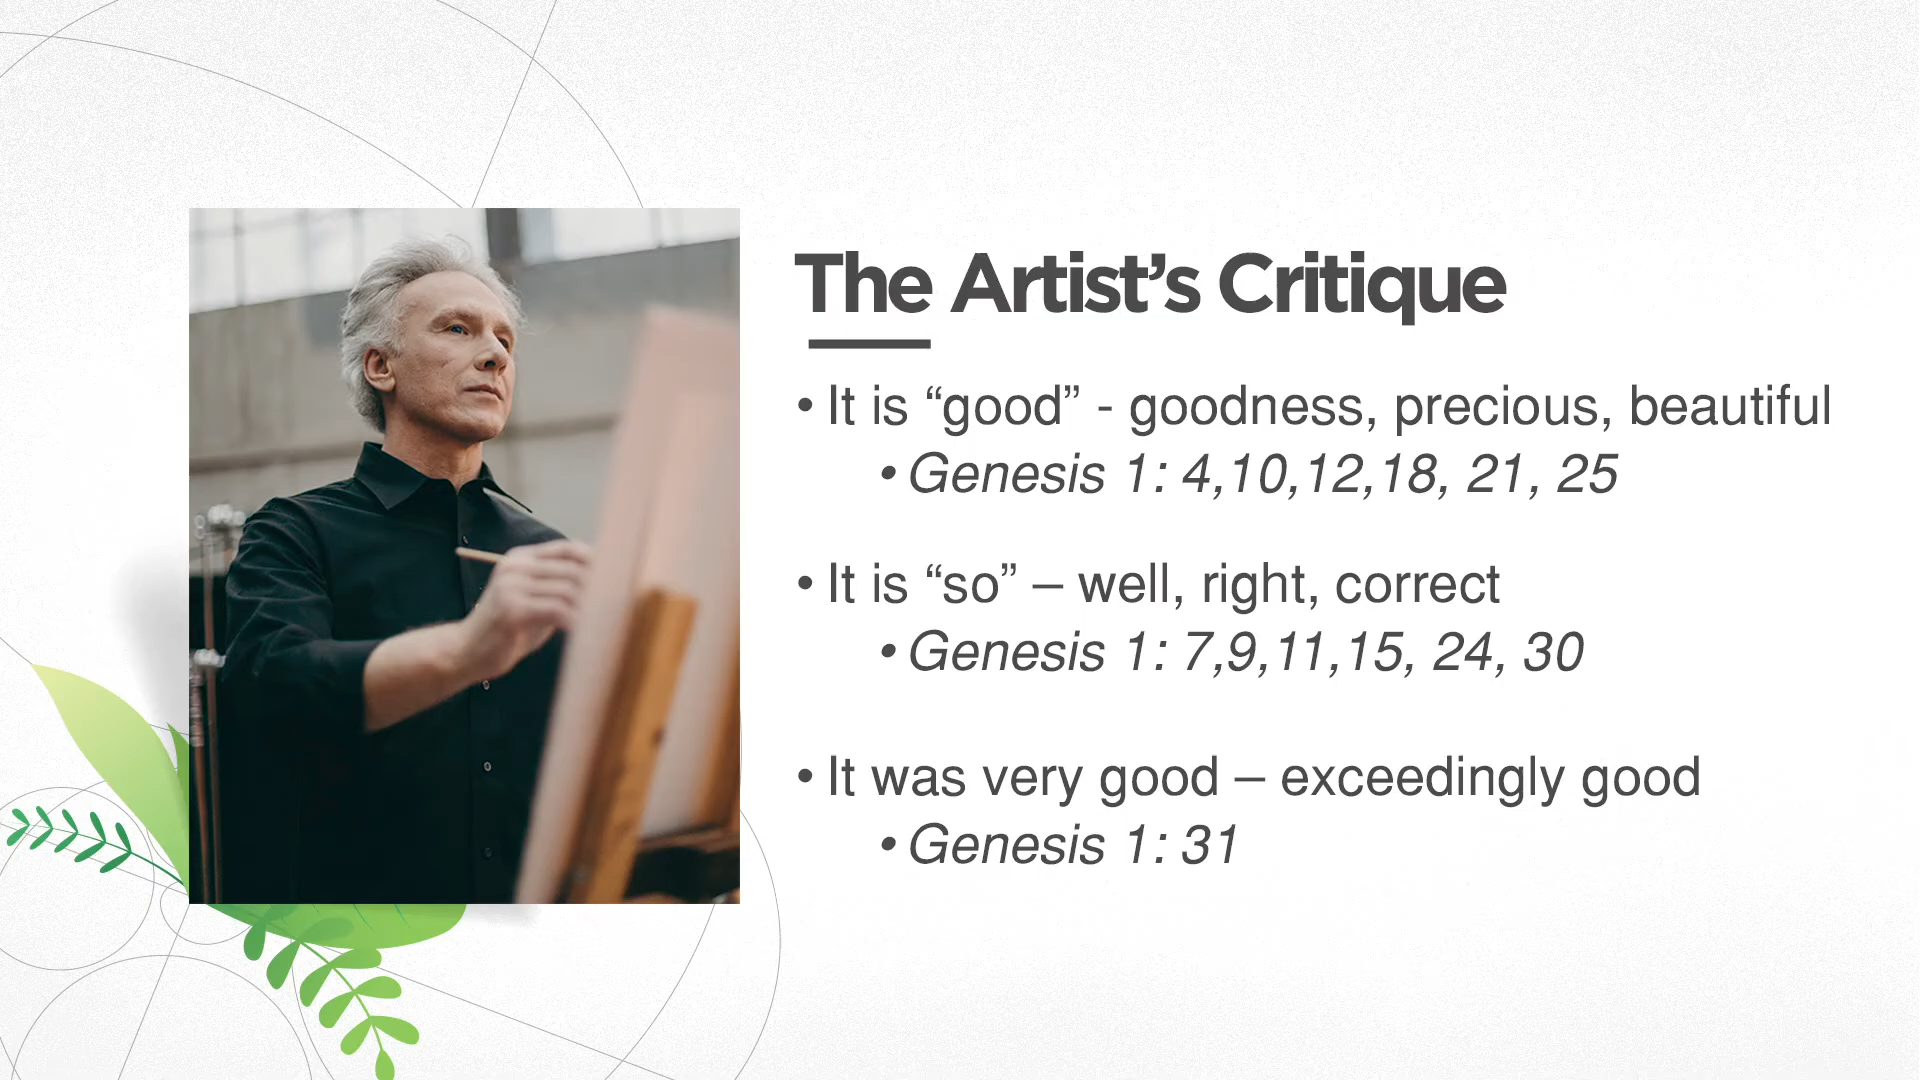 The Artist’s Critique
• It is “good” - goodness, precious, beautiful
• Genesis 1: 4,10,12,18, 21, 25
• It is “so” – well, right, correct
• Genesis 1: 7,9,11,15, 24, 30
• It was very good – exceedingly good
• Genesis 1: 31